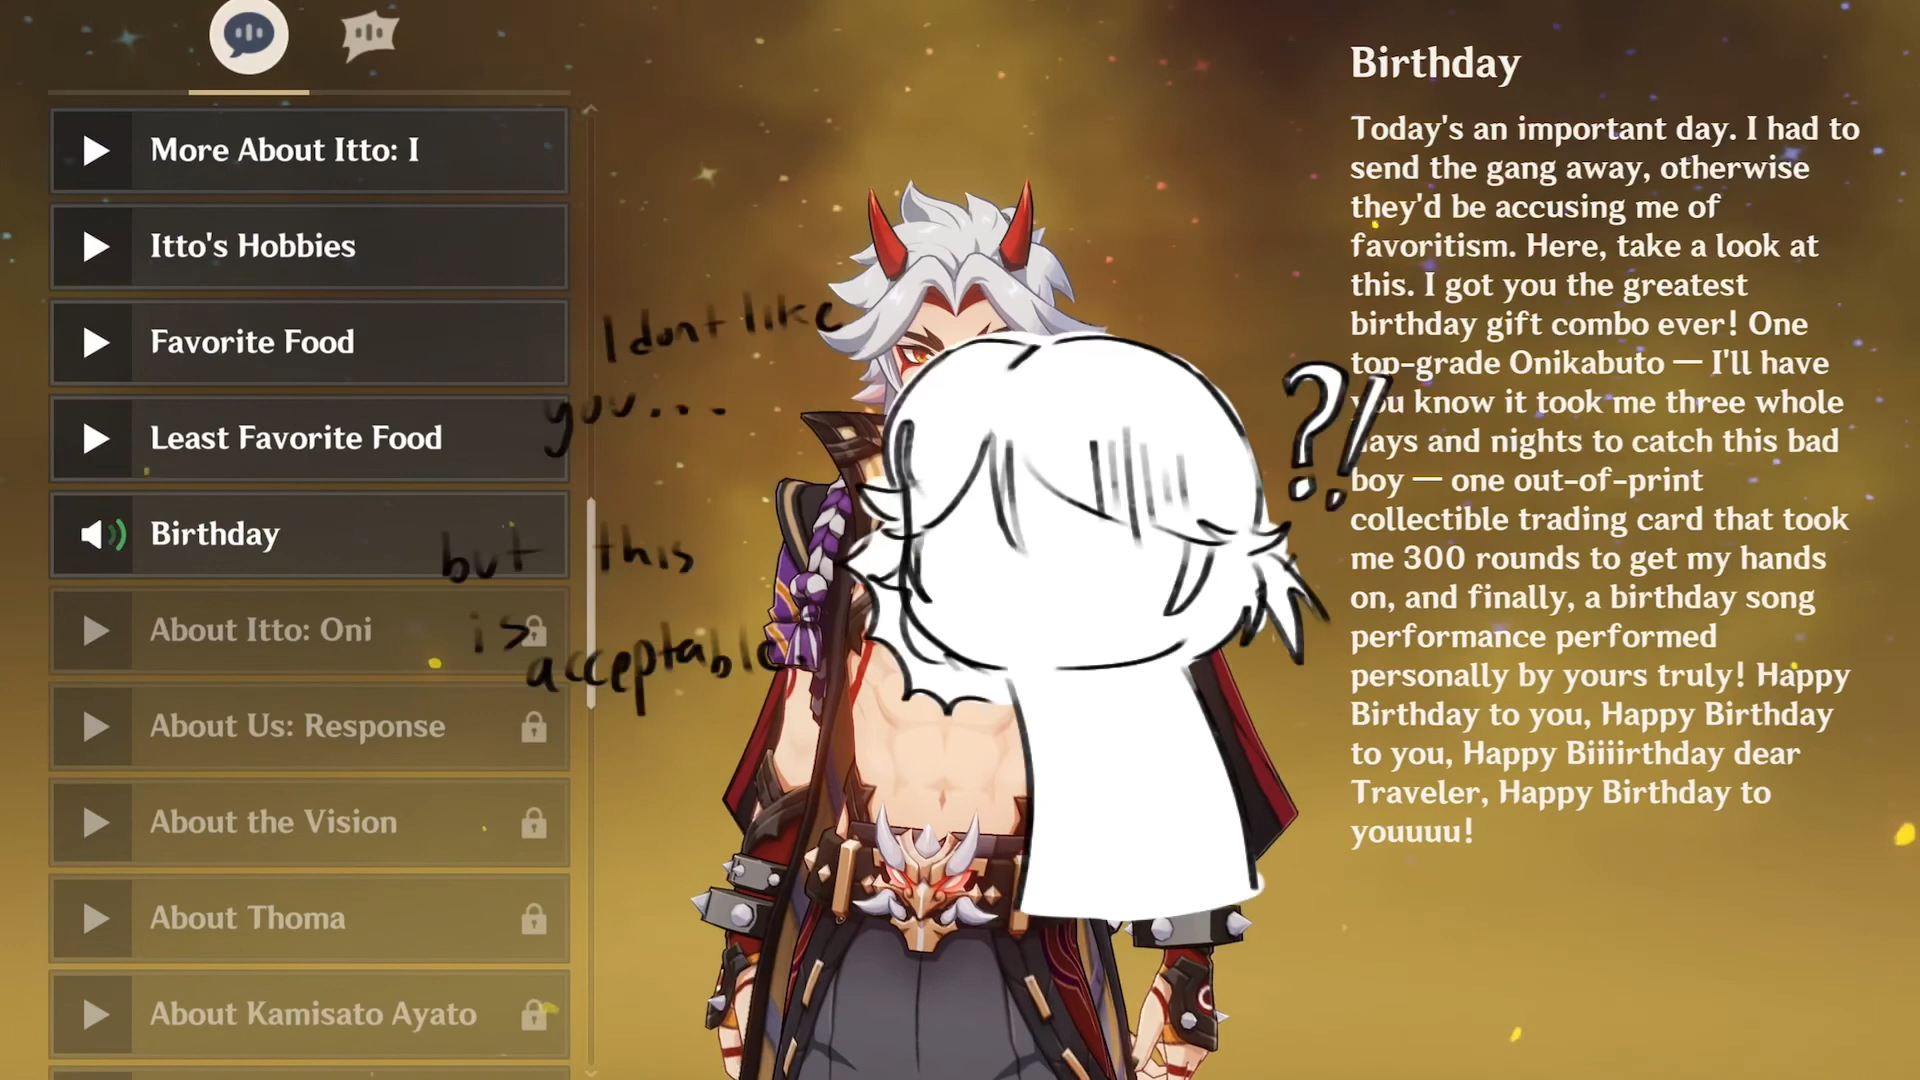 More About Itto: I
Itto's Hobbies
Favorite Food
Least Favorite Food
Birthday
About Itto: Oni
About Us: Response
About the Vision
About Thoma
About Kamisato Ayato
I dont like
you...
but this
is
acceptable.
?!
Birthday
Today's an important day. I had to
send the gang away, otherwise
they'd be accusing me of
favoritism. Here, take a look at
this. I got you the greatest
birthday gift combo ever! One
top-grade Onikabuto — I'll have
you know it took me three whole
days and nights to catch this bad
boy — one out-of-print
collectible trading card that took
me 300 rounds to get my hands
on, and finally, a birthday song
performance performed
personally by yours truly! Happy
Birthday to you, Happy Birthday
to you, Happy Biiiirthday dear
Traveler, Happy Birthday to
youuuu!